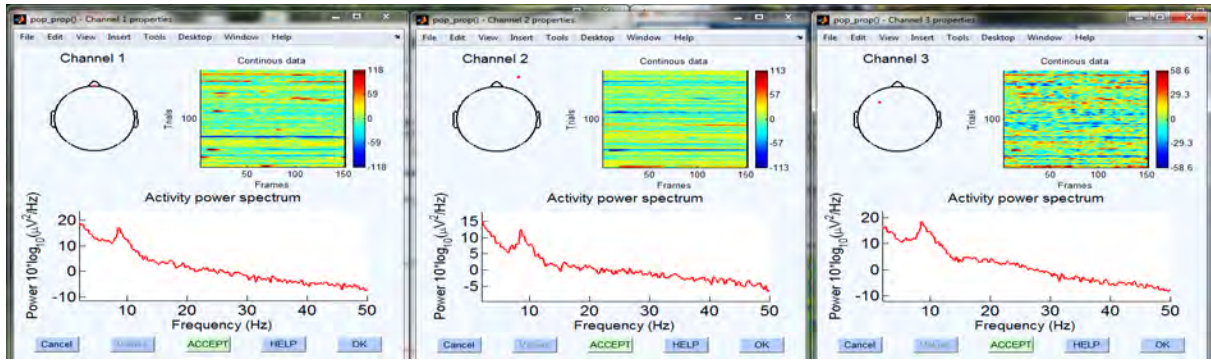 pop_prop() - Channel 1 properties
File Edit View Insert Tools Desktop Window Help
Channel 1
Continous data
118
59
0
-57
-118
Trials
100
50 100 150
Frames
Activity power spectrum
Power 10*log10(μV²/Hz)
20
10
0
-10
10 20 30 40 50
Frequency (Hz)
Cancel ACCEPT HELP OK
pop_prop() - Channel 2 properties
File Edit View Insert Tools Desktop Window Help
Channel 2
Continous data
113
57
0
-57
-113
Trials
100
50 100 150
Frames
Activity power spectrum
Power 10*log10(μV²/Hz)
15
10
5
0
-5
10 20 30 40 50
Frequency (Hz)
Cancel Values ACCEPT HELP OK
pop_prop() - Channel 3 properties
File Edit View Insert Tools Desktop Window Help
Channel 3
Continous data
58.6
29.3
0
-29.3
-58.6
Trials
100
50 100 150
Frames
Activity power spectrum
Power 10*log10(μV²/Hz)
20
10
0
-10
10 20 30 40 50
Frequency (Hz)
Cancel ACCEPT HELP OK